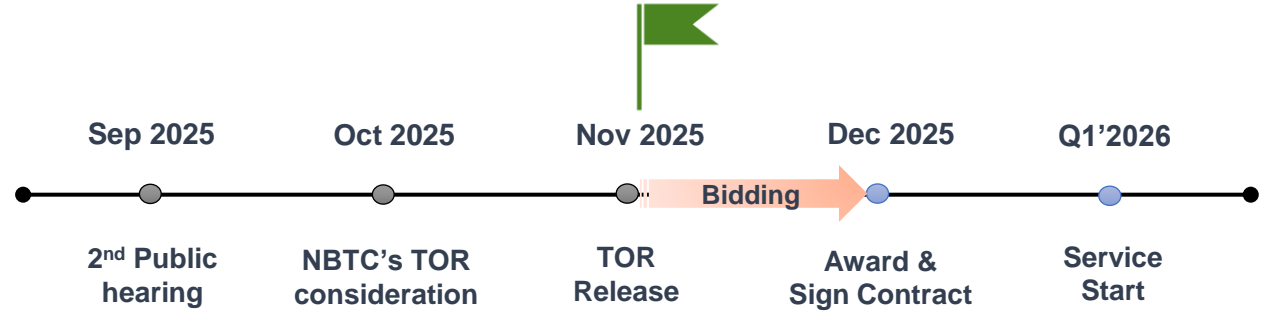 Sep 2025
Oct 2025
Nov 2025
Dec 2025
Q1’2026
Bidding
2nd Public
hearing
NBTC’s TOR
consideration
TOR
Release
Award &
Sign Contract
Service
Start